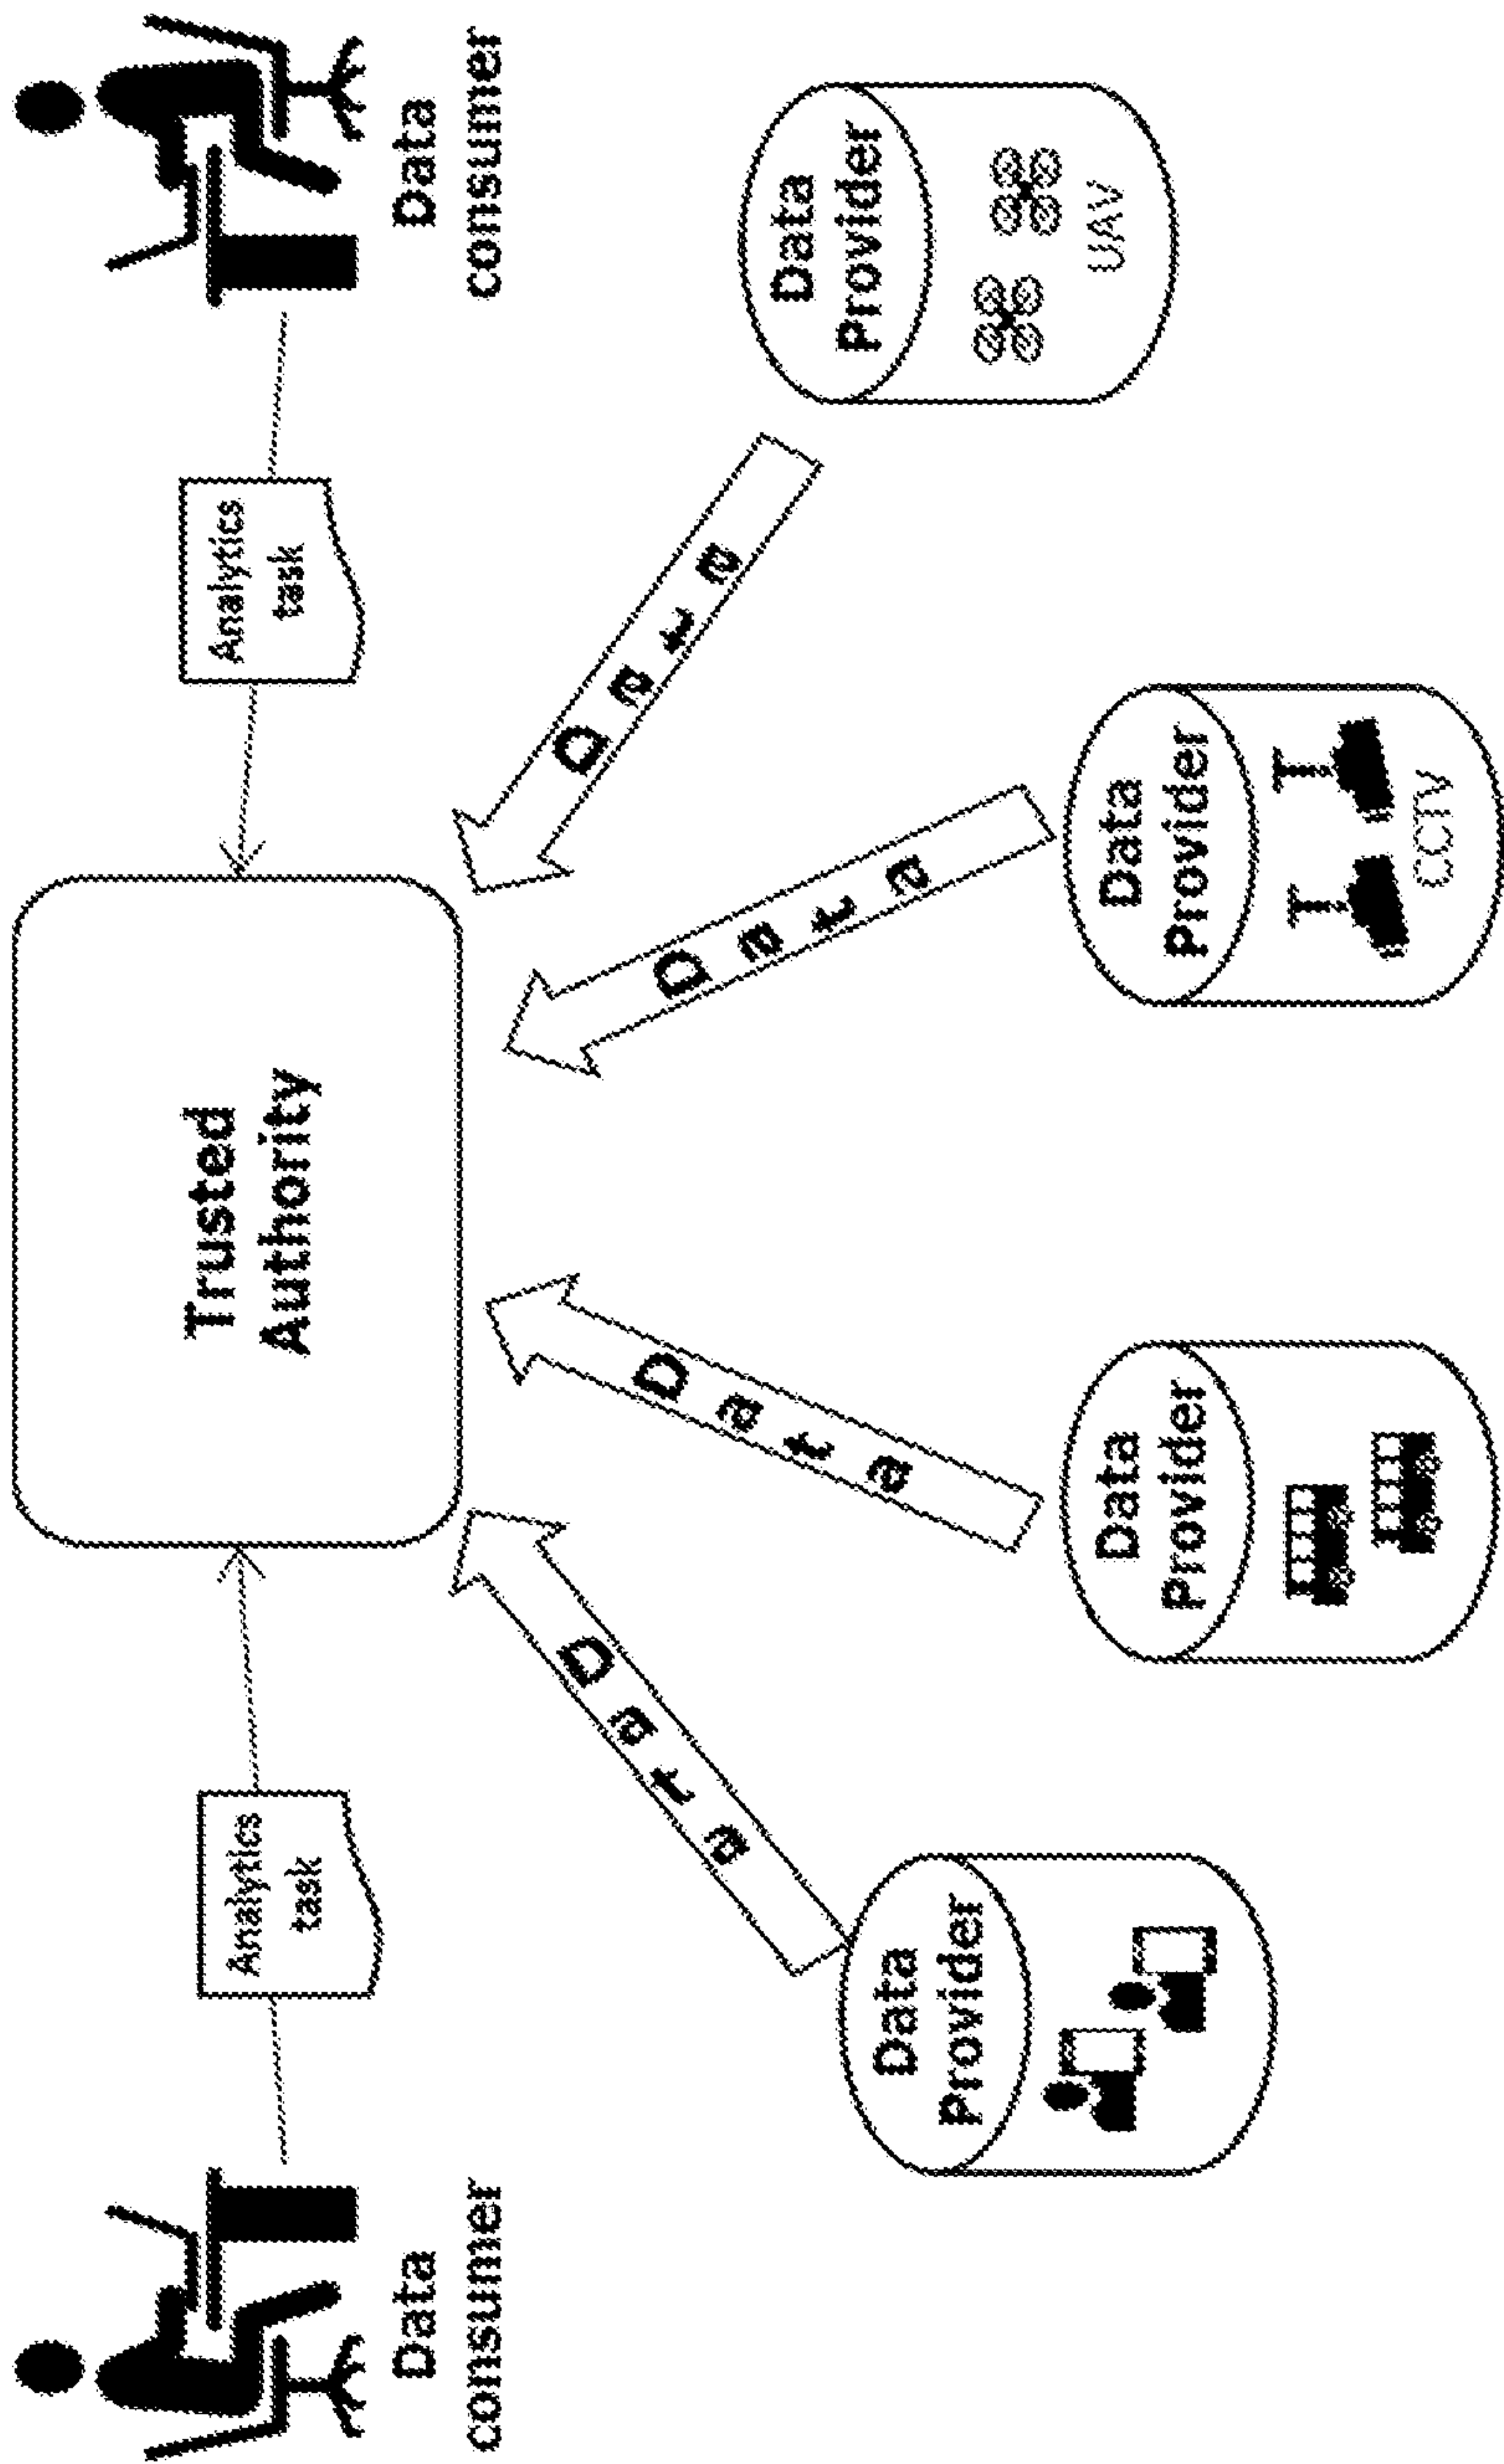 Analytics
task
Trusted
Authority
Analytics
task
Data
consumer
Data
consumer
Data
Data
Data
Data
Data
Provider
Data
Provider
Data
Provider
CCTV
Data
Provider
UAV